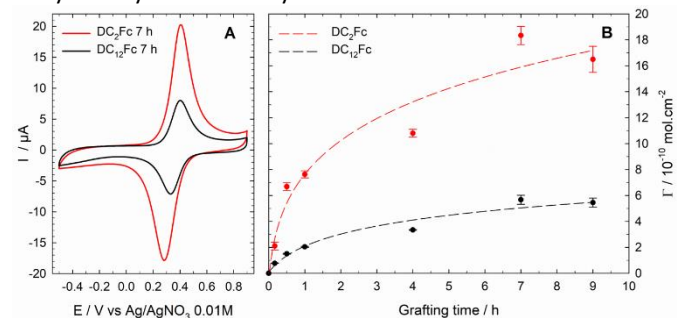 DC₂Fc 7 h
DC₁₂Fc 7 h
A
I / µA
20
15
10
5
0
-5
-10
-15
-20
-0.4 -0.2 0.0 0.2 0.4 0.6 0.8
E / V vs Ag/AgNO₃ 0.01M
DC₂Fc
DC₁₂Fc
B
20
18
16
14
12
10
8
6
4
2
0
Γ / 10⁻¹⁰ mol.cm⁻²
0 1 2 3 4 5 6 7 8 9 10
Grafting time / h